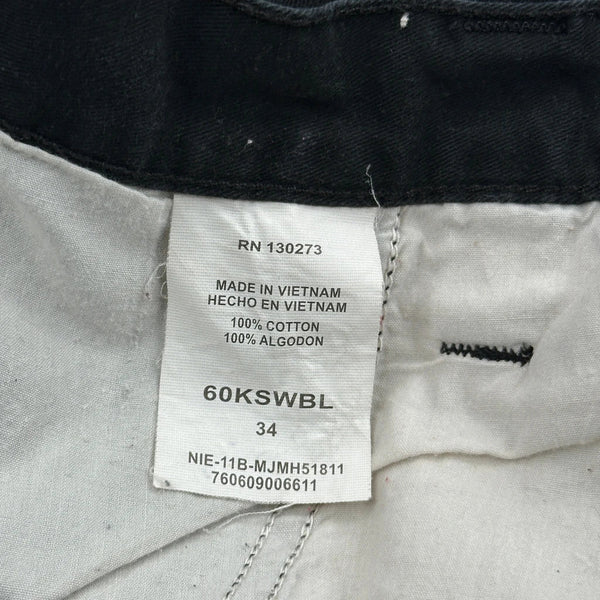 RN 130273
MADE IN VIETNAM
HECHO EN VIETNAM
100% COTTON
100% ALGODON
60KSWBL
34
NIE-11B-MJMH51811
760609006611